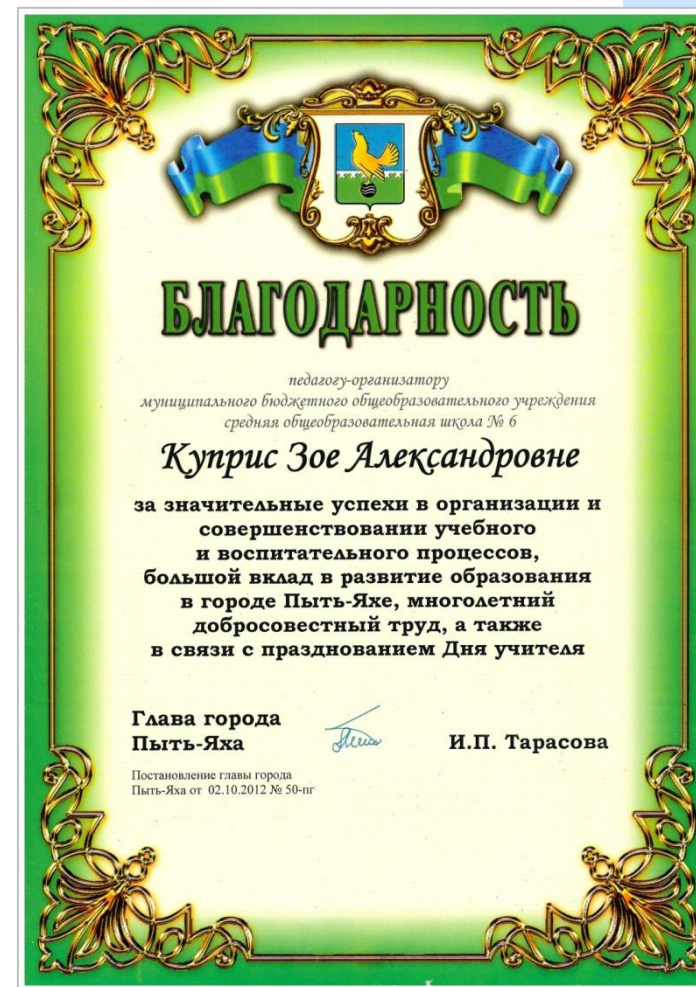 БЛАГОДАРНОСТЬ
педагогу-организатору
муниципального бюджетного общеобразовательного учреждения
средняя общеобразовательная школа № 6
Куприс Зое Александровне
за значительные успехи в организации и
совершенствовании учебного
и воспитательного процессов,
большой вклад в развитие образования
в городе Пыть-Яхе, многолетний
добросовестный труд, а также
в связи с празднованием Дня учителя
Глава города
Пыть-Яха
И.П. Тарасова
Постановление главы города
Пыть-Яха от 02.10.2012 № 50-пг